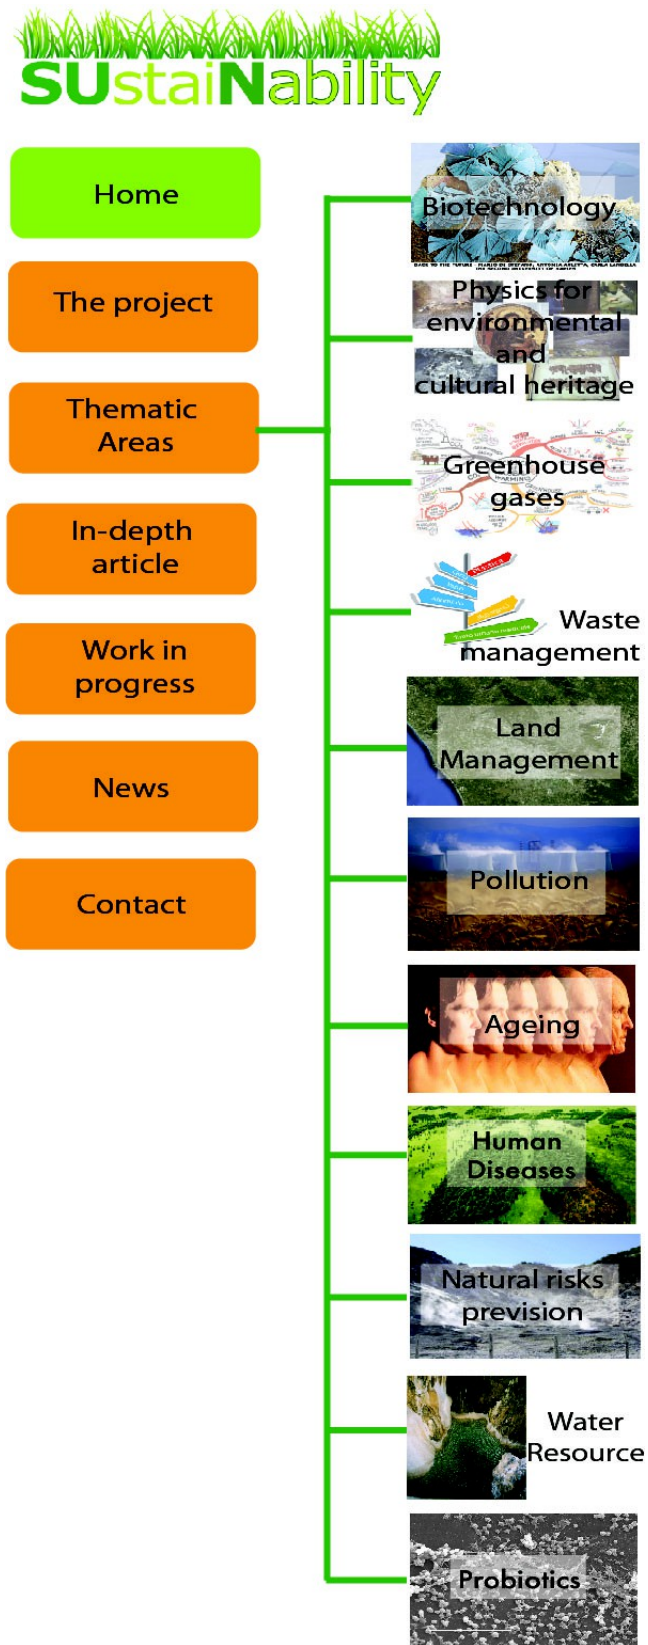 SUstaiNability
Home
The project
Thematic
Areas
In-depth
article
Work in
progress
News
Contact
Biotechnology
Physics for
environmental
and
cultural heritage
Greenhouse
gases
Waste
management
Land
Management
Pollution
Ageing
Human
Diseases
Natural risks
prevision
Water
Resource
Probiotics